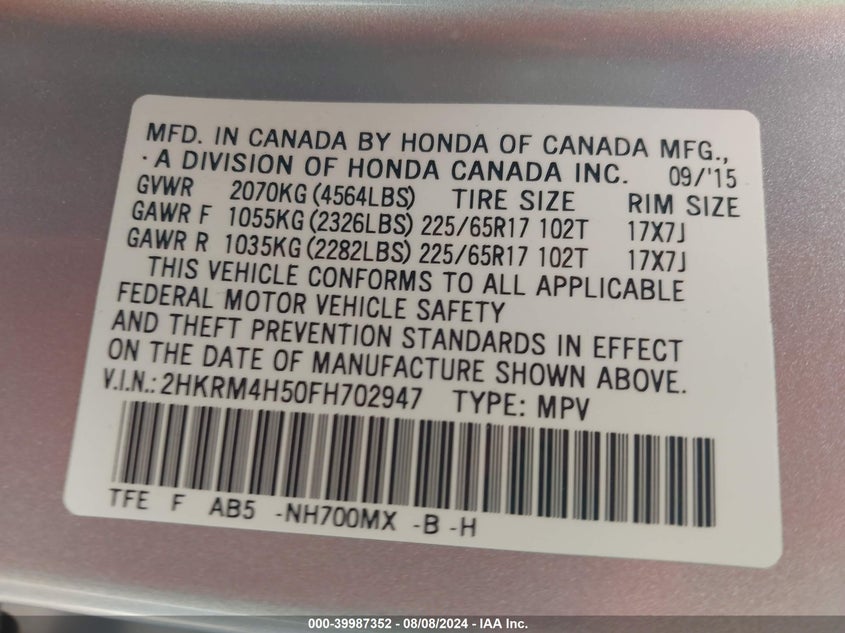 MFD. IN CANADA BY HONDA OF CANADA MFG.,
· A DIVISION OF HONDA CANADA INC. 09/'15
GVWR 2070KG (4564LBS) TIRE SIZE RIM SIZE
GAWR F 1055KG (2326LBS) 225/65R17 102T 17X7J
GAWR R 1035KG (2282LBS) 225/65R17 102T 17X7J
THIS VEHICLE CONFORMS TO ALL APPLICABLE
FEDERAL MOTOR VEHICLE SAFETY
AND THEFT PREVENTION STANDARDS IN EFFECT
ON THE DATE OF MANUFACTURE SHOWN ABOVE.
V.I.N.: 2HKRM4H50FH702947 TYPE: MPV
TFE F AB5 -NH700MX -B -H
000-39987352 - 08/08/2024 - IAA Inc.